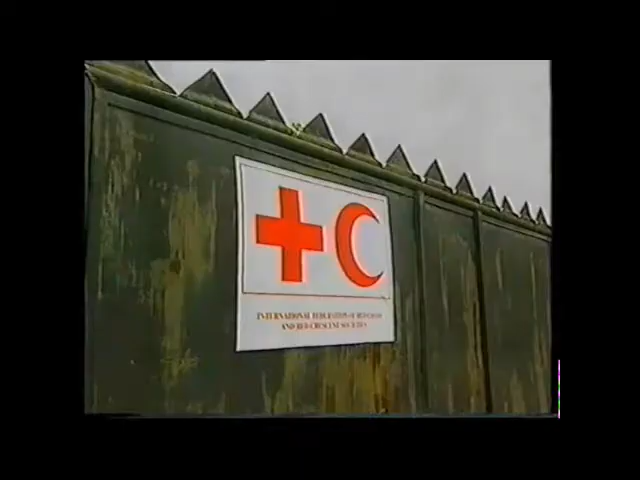 INTERNATIONAL FEDERATION OF RED CROSS
AND RED CRESCENT SOCIETIES